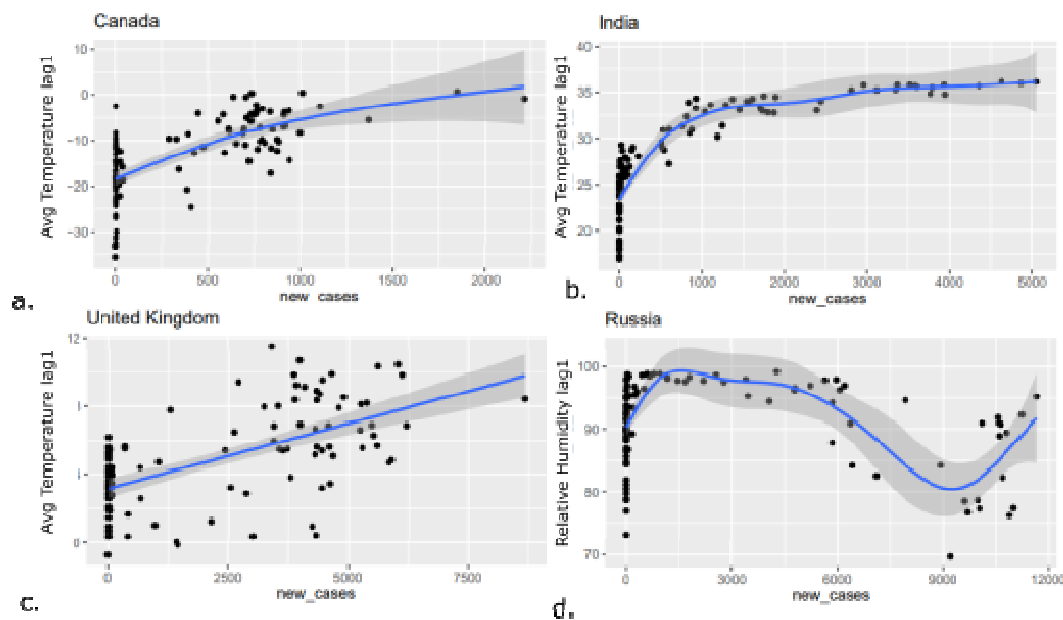 Canada
Avg Temperature lag1
10
0
-10
-20
-30
0 500 1000 1500 2000
new_cases
a.
India
Avg Temperature lag1
40
35
30
25
20
0 1000 2000 3000 4000 5000
new_cases
b.
United Kingdom
Avg Temperature lag1
12
0
0 2500 5000 7500
new_cases
c.
Russia
Relative Humidity lag1
100
90
80
70
0 3000 6000 9000 12000
new_cases
d.